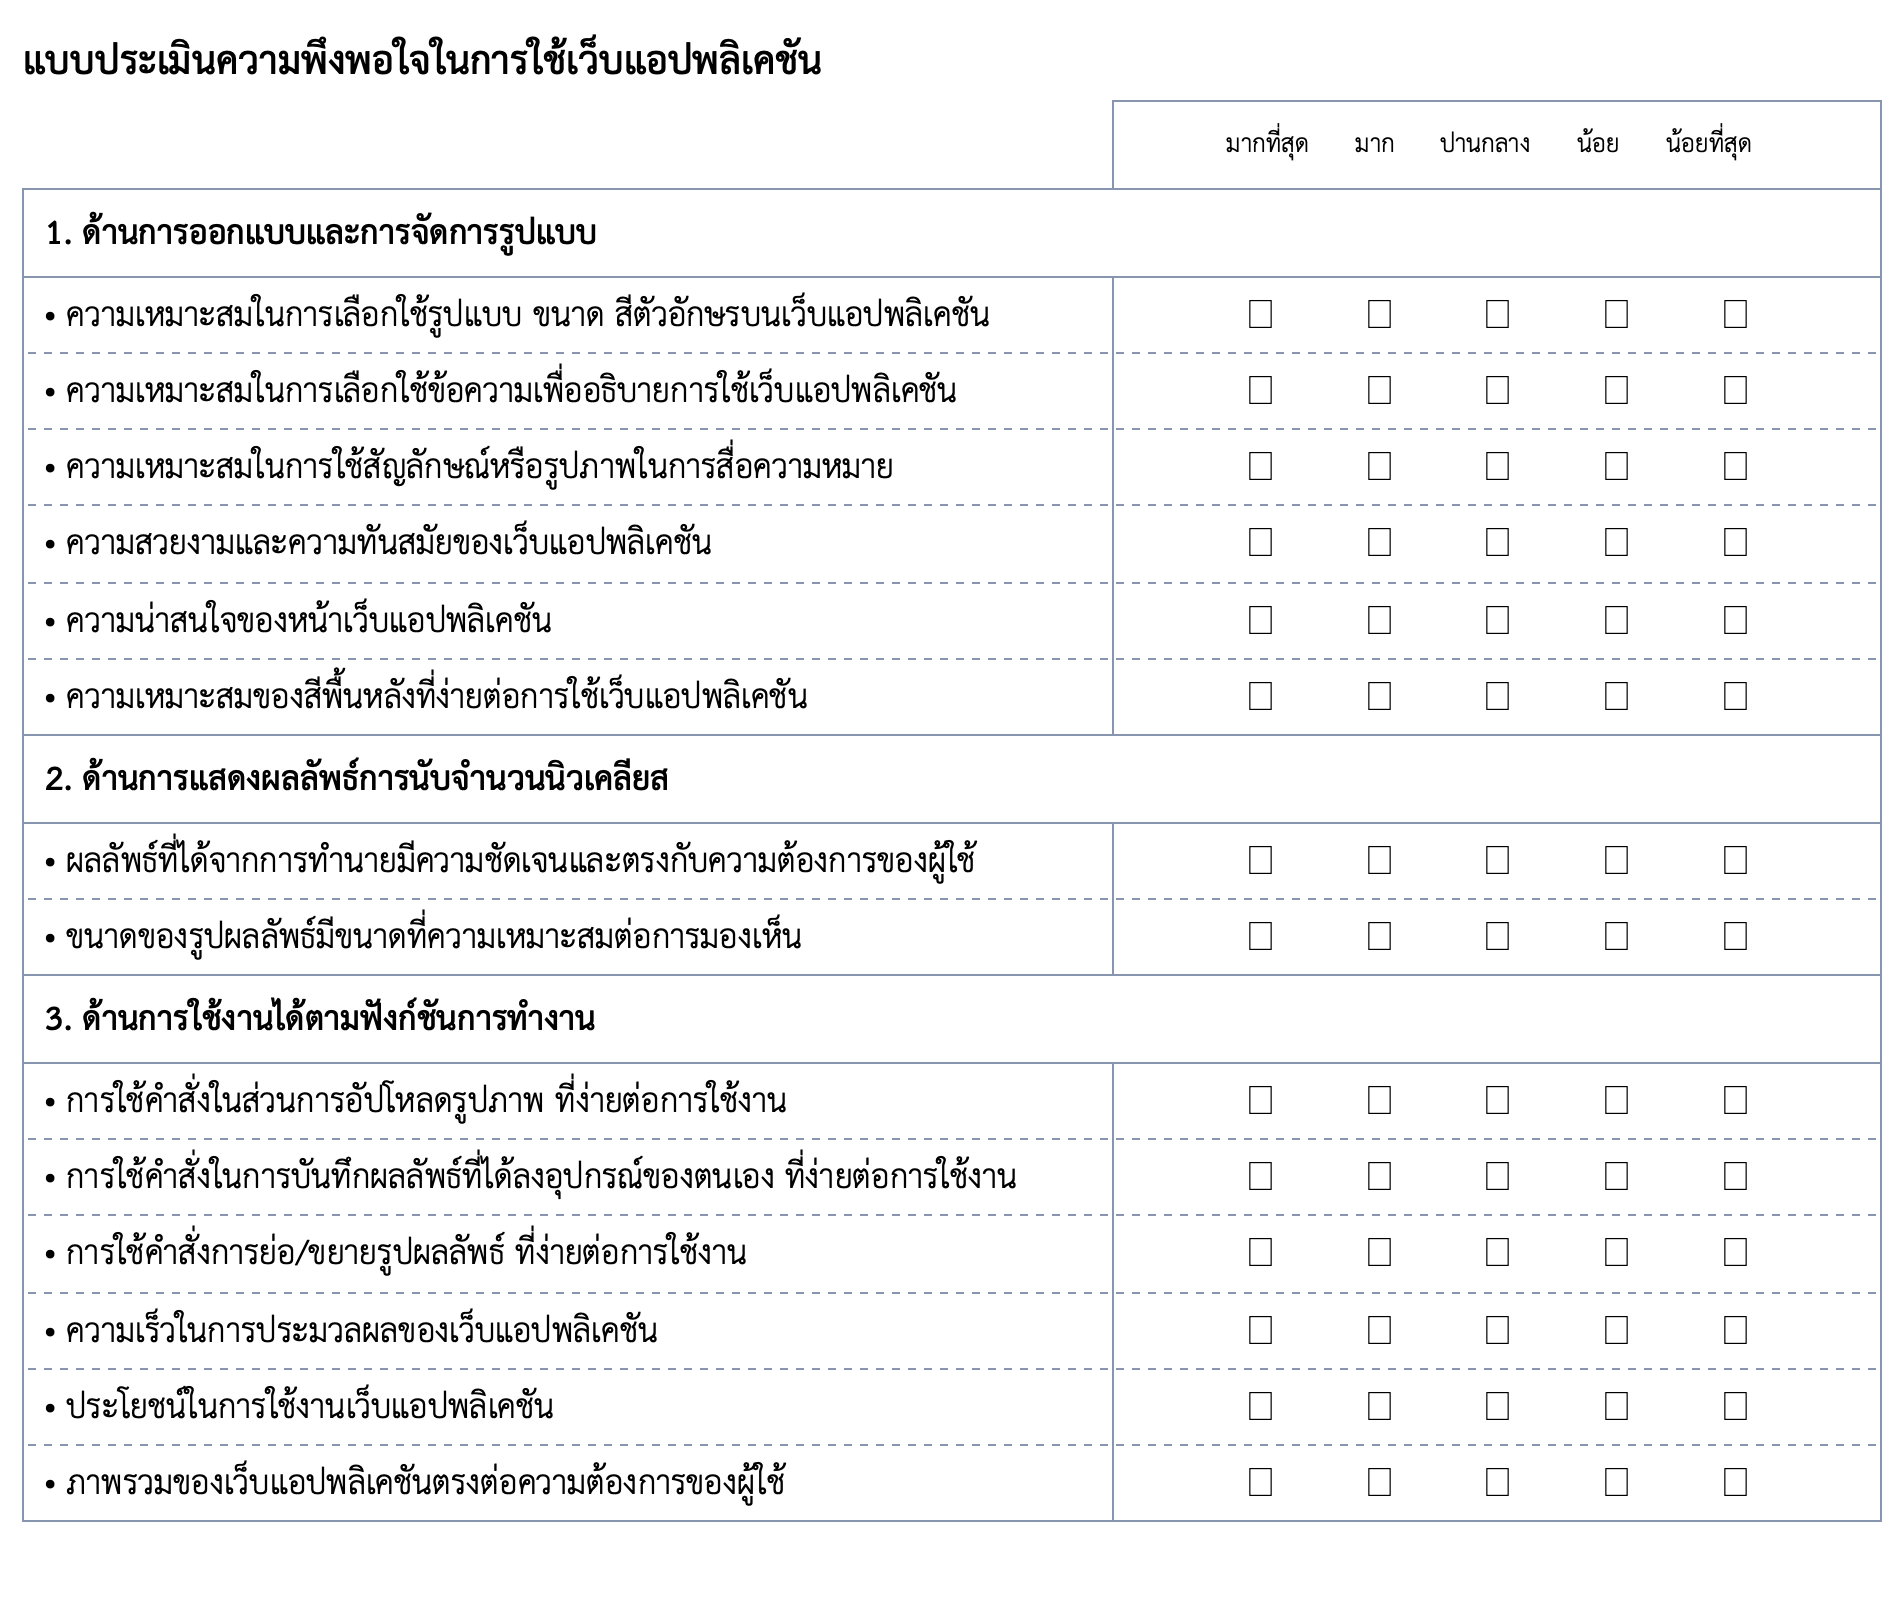 แบบประเมินความพึงพอใจในการใช้เว็บแอปพลิเคชัน
มากที่สุด มาก ปานกลาง น้อย น้อยที่สุด
1. ด้านการออกแบบและการจัดการรูปแบบ
• ความเหมาะสมในการเลือกใช้รูปแบบ ขนาด สีตัวอักษรบนเว็บแอปพลิเคชัน
• ความเหมาะสมในการเลือกใช้ข้อความเพื่ออธิบายการใช้เว็บแอปพลิเคชัน
• ความเหมาะสมในการใช้สัญลักษณ์หรือรูปภาพในการสื่อความหมาย
• ความสวยงามและความทันสมัยของเว็บแอปพลิเคชัน
• ความน่าสนใจของหน้าเว็บแอปพลิเคชัน
• ความเหมาะสมของสีพื้นหลังที่ง่ายต่อการใช้เว็บแอปพลิเคชัน
2. ด้านการแสดงผลลัพธ์การนับจำนวนนิวเคลียส
• ผลลัพธ์ที่ได้จากการทำนายมีความชัดเจนและตรงกับความต้องการของผู้ใช้
• ขนาดของรูปผลลัพธ์มีขนาดที่ความเหมาะสมต่อการมองเห็น
3. ด้านการใช้งานได้ตามฟังก์ชันการทำงาน
• การใช้คำสั่งในส่วนการอัปโหลดรูปภาพ ที่ง่ายต่อการใช้งาน
• การใช้คำสั่งในการบันทึกผลลัพธ์ที่ได้ลงอุปกรณ์ของตนเอง ที่ง่ายต่อการใช้งาน
• การใช้คำสั่งการย่อ/ขยายรูปผลลัพธ์ ที่ง่ายต่อการใช้งาน
• ความเร็วในการประมวลผลของเว็บแอปพลิเคชัน
• ประโยชน์ในการใช้งานเว็บแอปพลิเคชัน
• ภาพรวมของเว็บแอปพลิเคชันตรงต่อความต้องการของผู้ใช้